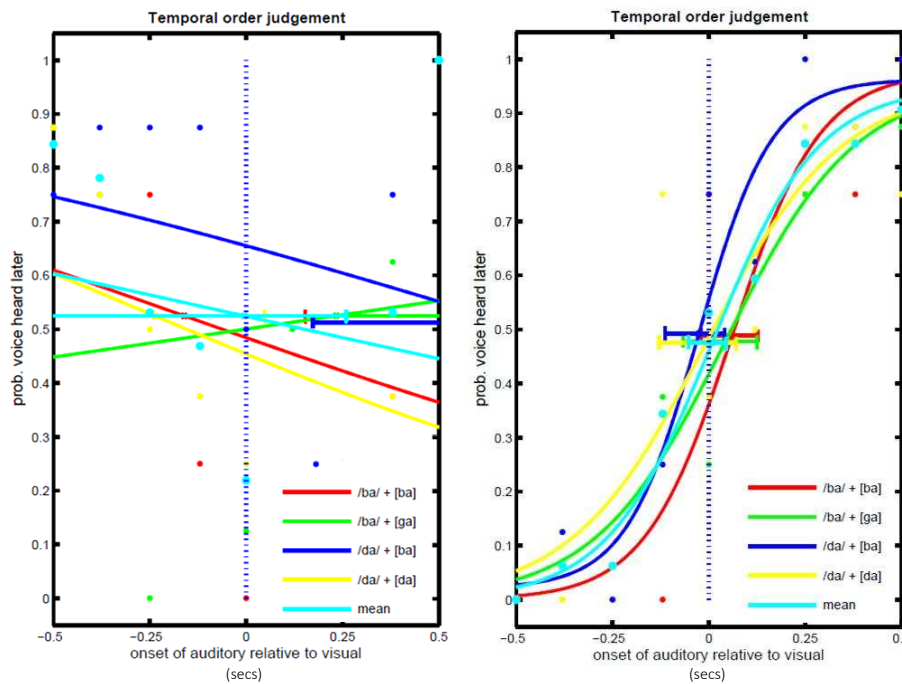 Temporal order judgement
prob. voice heard later
1
0.9
0.8
0.7
0.6
0.5
0.4
0.3
0.2
0.1
0
/ba/ + [ba]
/ba/ + [ga]
/da/ + [ba]
/da/ + [da]
mean
−0.5
−0.25
0
0.25
0.5
onset of auditory relative to visual
(secs)
Temporal order judgement
prob. voice heard later
1
0.9
0.8
0.7
0.6
0.5
0.4
0.3
0.2
0.1
0
/ba/ + [ba]
/ba/ + [ga]
/da/ + [ba]
/da/ + [da]
mean
−0.5
−0.25
0
0.25
onset of auditory relative to visual
(secs)